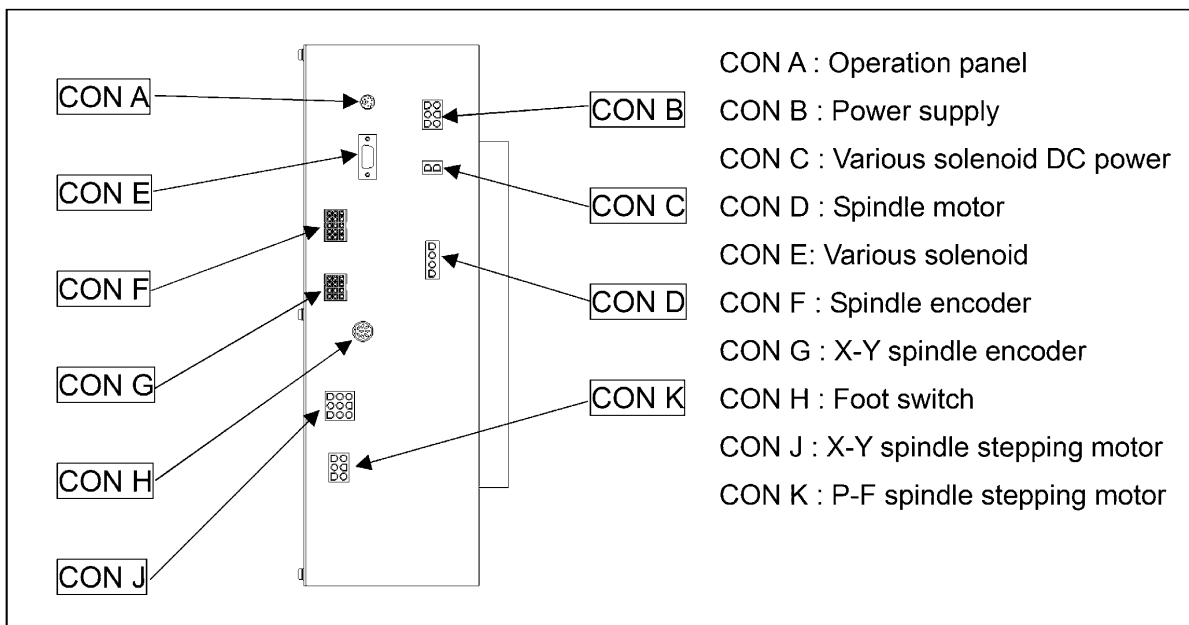 CON A
CON E
CON F
CON G
CON H
CON J
CON B
CON C
CON D
CON K
CON A : Operation panel
CON B : Power supply
CON C : Various solenoid DC power
CON D : Spindle motor
CON E: Various solenoid
CON F : Spindle encoder
CON G : X-Y spindle encoder
CON H : Foot switch
CON J : X-Y spindle stepping motor
CON K : P-F spindle stepping motor